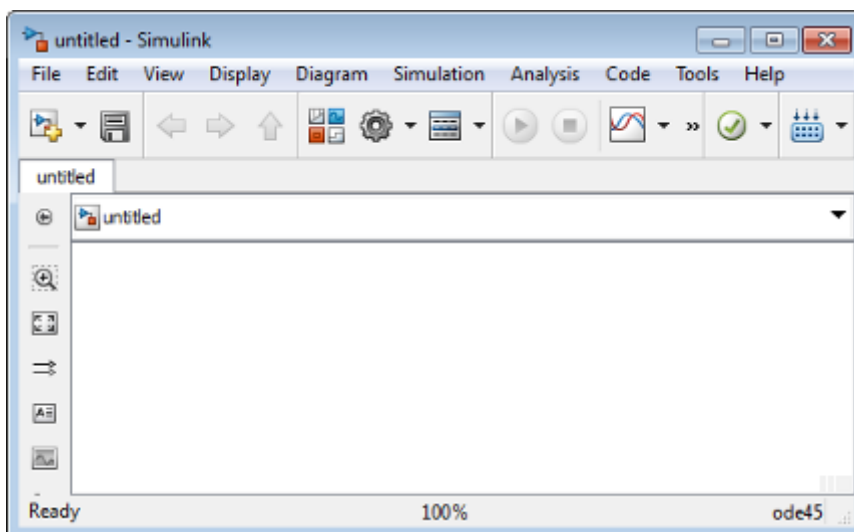 untitled - Simulink
File Edit View Display Diagram Simulation Analysis Code Tools Help
untitled
untitled
Ready 100% ode45